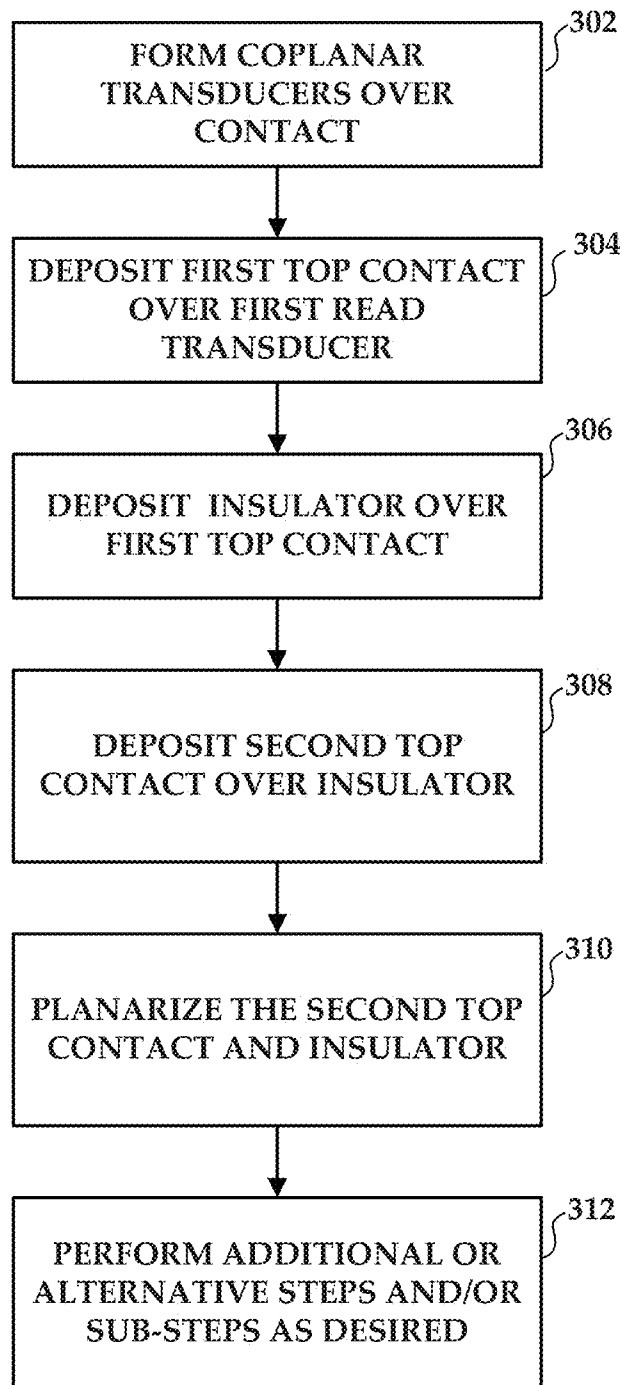 302
FORM COPLANAR
TRANSDUCERS OVER
CONTACT
304
DEPOSIT FIRST TOP CONTACT
OVER FIRST READ
TRANSDUCER
306
DEPOSIT INSULATOR OVER
FIRST TOP CONTACT
308
DEPOSIT SECOND TOP
CONTACT OVER INSULATOR
310
PLANARIZE THE SECOND TOP
CONTACT AND INSULATOR
312
PERFORM ADDITIONAL OR
ALTERNATIVE STEPS AND/OR
SUB-STEPS AS DESIRED